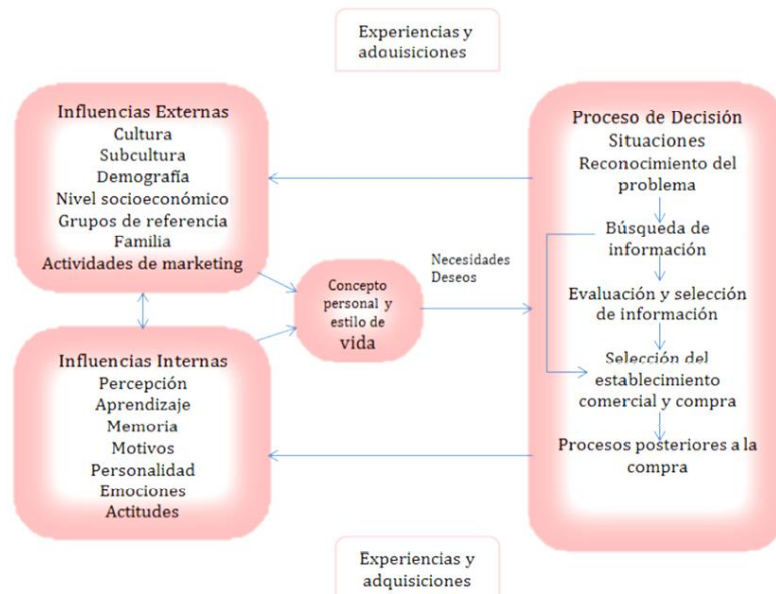 Experiencias y
adquisiciones
Influencias Externas
Cultura
Subcultura
Demografía
Nivel socioeconómico
Grupos de referencia
Familia
Actividades de marketing
Influencias Internas
Percepción
Aprendizaje
Memoria
Motivos
Personalidad
Emociones
Actitudes
Concepto
personal y
estilo de
vida
Necesidades
Deseos
Proceso de Decisión
Situaciones
Reconocimiento del
problema
Búsqueda de
información
Evaluación y selección
de información
Selección del
establecimiento
comercial y compra
Procesos posteriores a la
compra
Experiencias y
adquisiciones